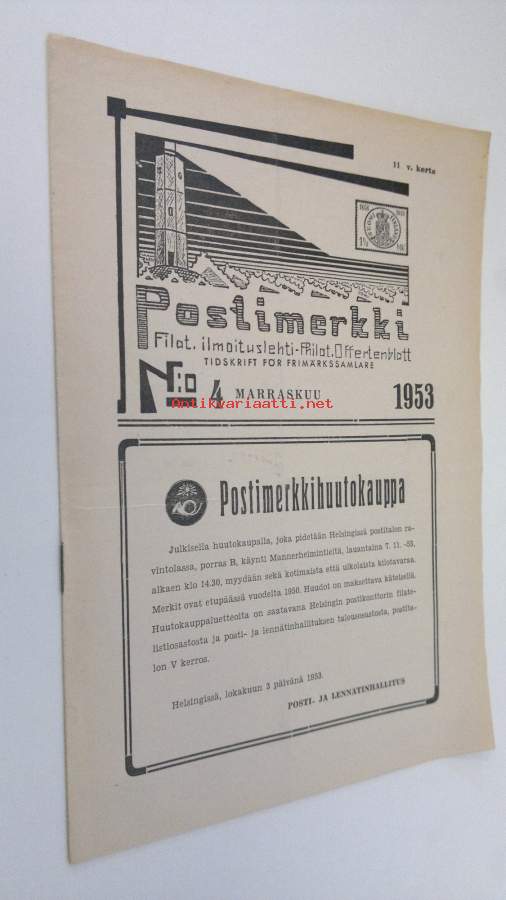 11 v. kerta
Postimerkki
Filat. ilmoituslehti-Philat. Offertenblatt
TIDSKRIFT FÖR FRIMÄRKSSAMLARE
N:o 4 MARRASKUU 1953
Antikvariaatti.net
Postimerkkihuutokauppa
Julkisella huutokaupalla, joka pidetään Helsingissä postitalon ra-
vintolassa, porras B, käynti Mannerheimintieltä, lauantaina 7. 11. -53,
alkaen klo 14.30, myydään sekä kotimaista että ulkolaista kilotavaraa.
Merkit ovat etupäässä vuodelta 1950. Huudot on maksettava käteisellä.
Huutokauppaluetteloita on saatavana Helsingin postikonttorin filate-
listiosastosta ja posti- ja lennätinhallituksen talousosastosta, postita-
lon V kerros.
Helsingissä, lokakuun 3 päivänä 1953.
POSTI- JA LENNÄTINHALLITUS